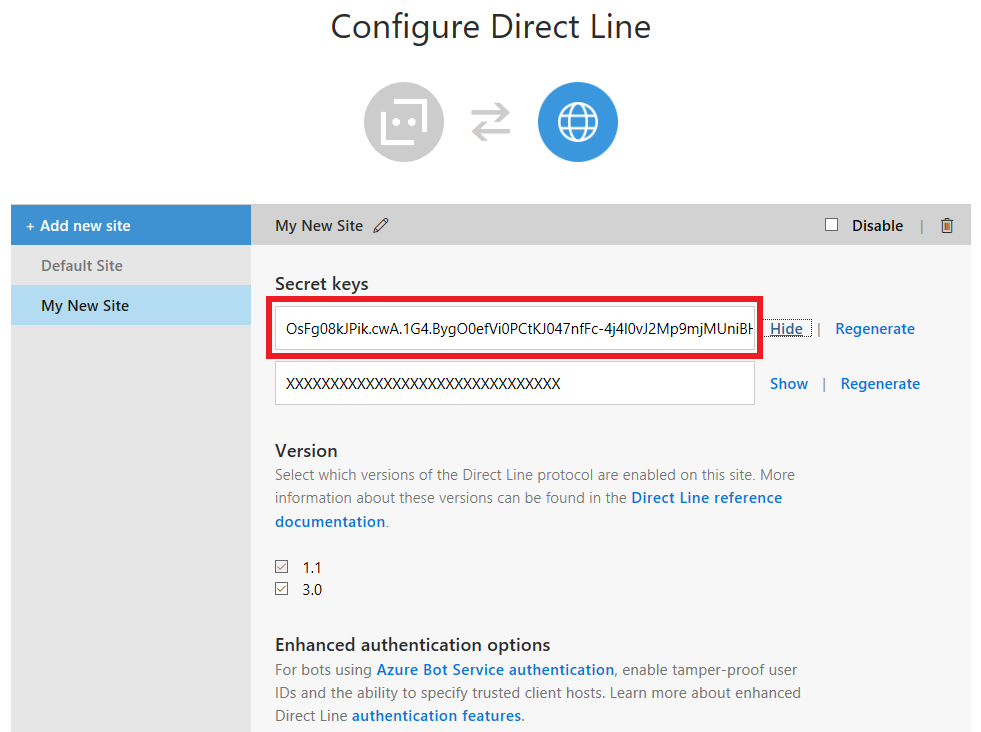 Configure Direct Line
+ Add new site
Default Site
My New Site
My New Site
Disable |
Secret keys
OsFg08kJPik.cwA.1G4.BygO0efVi0PCtKJ047nfFc-4j4I0vJ2Mp9mjMUniBH
Hide | Regenerate
XXXXXXXXXXXXXXXXXXXXXXXXXXXXXXX
Show | Regenerate
Version
Select which versions of the Direct Line protocol are enabled on this site. More
information about these versions can be found in the Direct Line reference
documentation.
1.1
3.0
Enhanced authentication options
For bots using Azure Bot Service authentication, enable tamper-proof user
IDs and the ability to specify trusted client hosts. Learn more about enhanced
Direct Line authentication features.